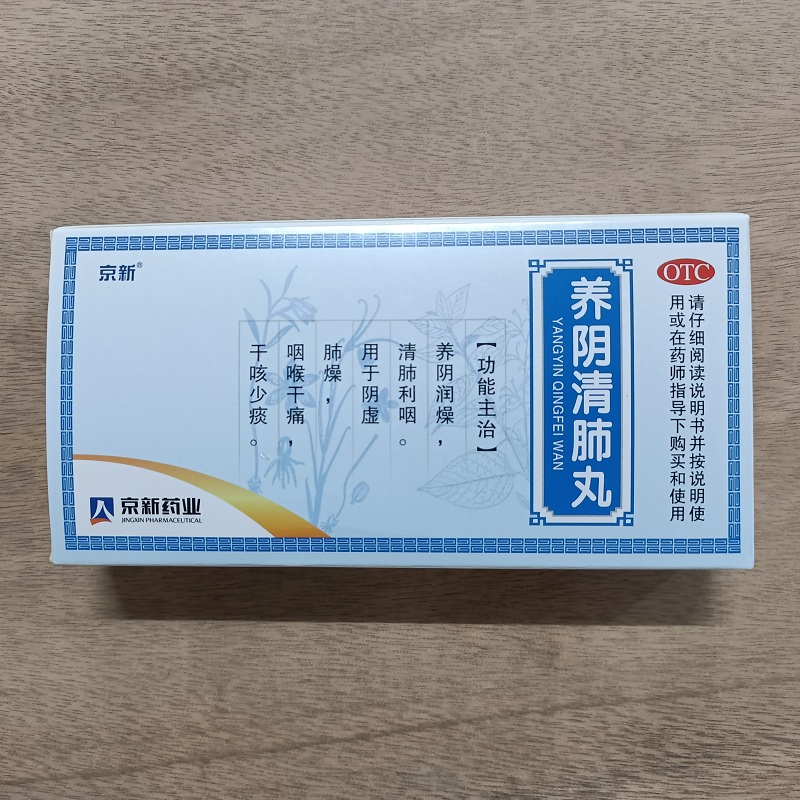 京新®
OTC
请仔细阅读说明书并按说明使
用或在药师指导下购买和使用
养阴清肺丸
YANGYIN QINGFEI WAN
【功能主治】
养阴润燥，
清肺利咽。
用于阴虚
肺燥，
咽喉干痛，
干咳少痰。
京新药业
JINGXIN PHARMACEUTICAL